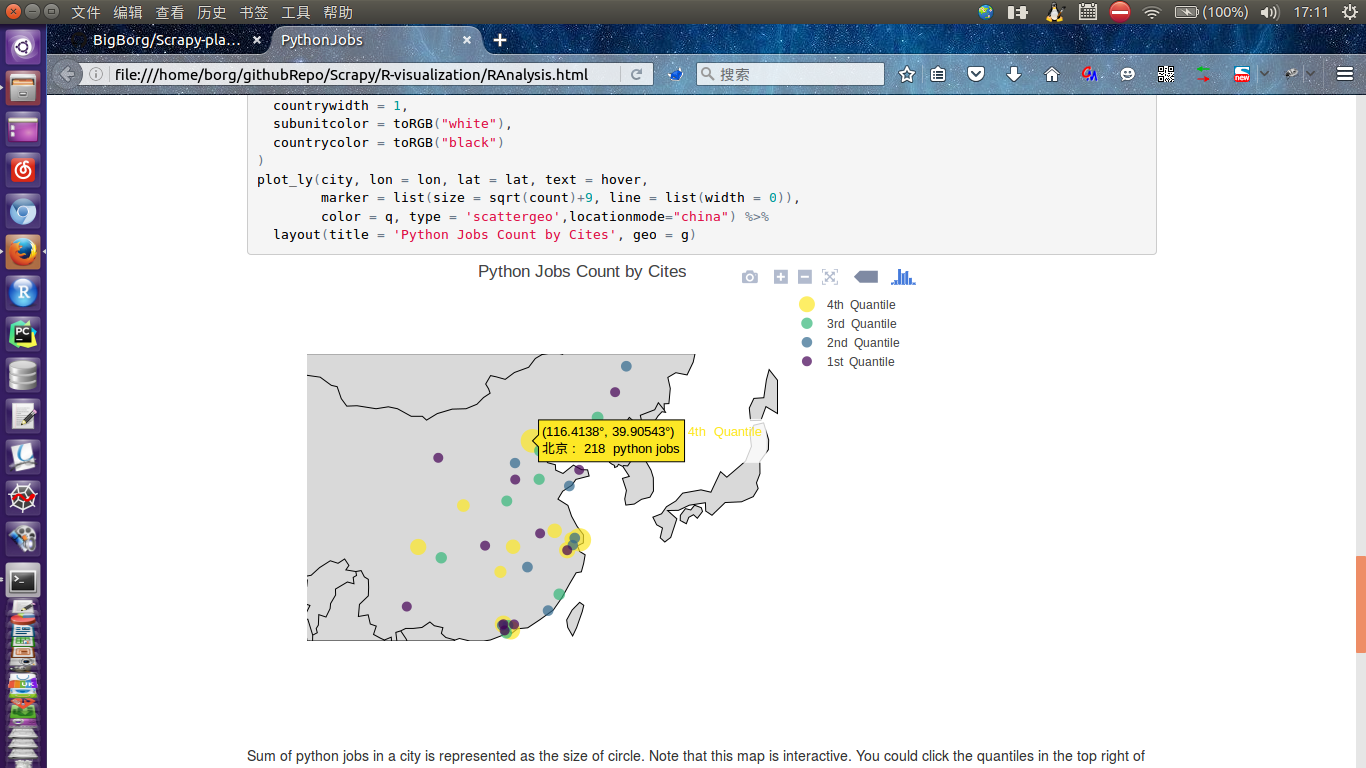 文件 编辑 查看 历史 书签 工具 帮助
(100%)
17:11
BigBorg/Scrapy-pla…
PythonJobs
file:///home/borg/githubRepo/Scrapy/R-visualization/RAnalysis.html
搜索
new
countrywidth = 1,
subunitcolor = toRGB("white"),
countrycolor = toRGB("black")
)
plot_ly(city, lon = lon, lat = lat, text = hover,
marker = list(size = sqrt(count)+9, line = list(width = 0)),
color = q, type = 'scattergeo',locationmode="china") %>%
layout(title = 'Python Jobs Count by Cites', geo = g)
Python Jobs Count by Cites
4th Quantile
3rd Quantile
2nd Quantile
1st Quantile
(116.4138°, 39.90543°)
4th Quantile
北京： 218 python jobs
Sum of python jobs in a city is represented as the size of circle. Note that this map is interactive. You could click the quantiles in the top right of